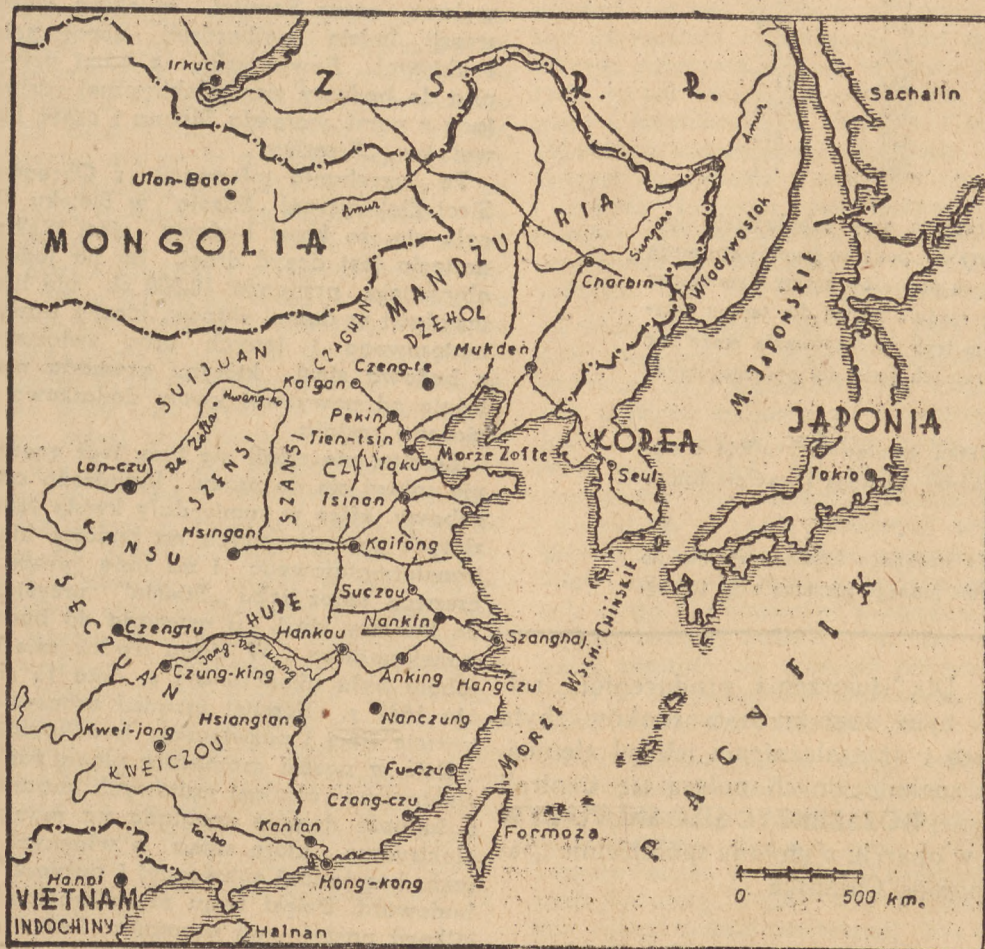 Irkuck
Z. S. R. R.
Sachalin
Amur
Ulan-Bator
Amur
MONGOLIA
MANDŻURIA
Sungari
Charbin
Władywostok
M. JAPOŃSKIE
CZAGHAN
DŻEHOL
Mukden
SUIJUAN
Czeng-te
Kałgan
Hwang-ho
Rz. Żółta
Pekin
Tien-tsin
KOREA
JAPONIA
CZILI
Taku
Morze Żółte
Seul
Tokio
Lan-czu
SZENSI
SZANSI
Tsinan
KANSU
Hsingan
Kaifong
Suczou
SECZUAN
HUPE
Nankin
Czengtu
Hankau
Szanghaj
Jang-tse-kiang
Czung-king
Anking
Hangczu
MORZE WSCH. CHIŃSKIE
PACYFIK
Kwei-jang
Hsiangtan
Nanczung
KWEICZOU
Fu-czu
Czang-czu
Kantan
Formoza
Hong-kong
Hanoi
VIETNAM
INDOCHINY
Hainan
0 500 km.